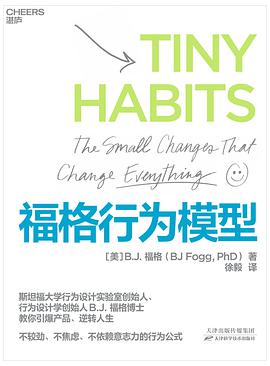 CHEERS
湛庐
TINY
HABITS
The Small Changes That
Change Everything
福格行为模型
[美]B.J. 福格（BJ Fogg, PhD）著
徐毅 译
斯坦福大学行为设计实验室创始人、
行为设计学创始人B.J. 福格博士
教你引爆产品、逆转人生
不较劲、不焦虑、不依赖意志力的行为公式
天津出版传媒集团
天津科学技术出版社